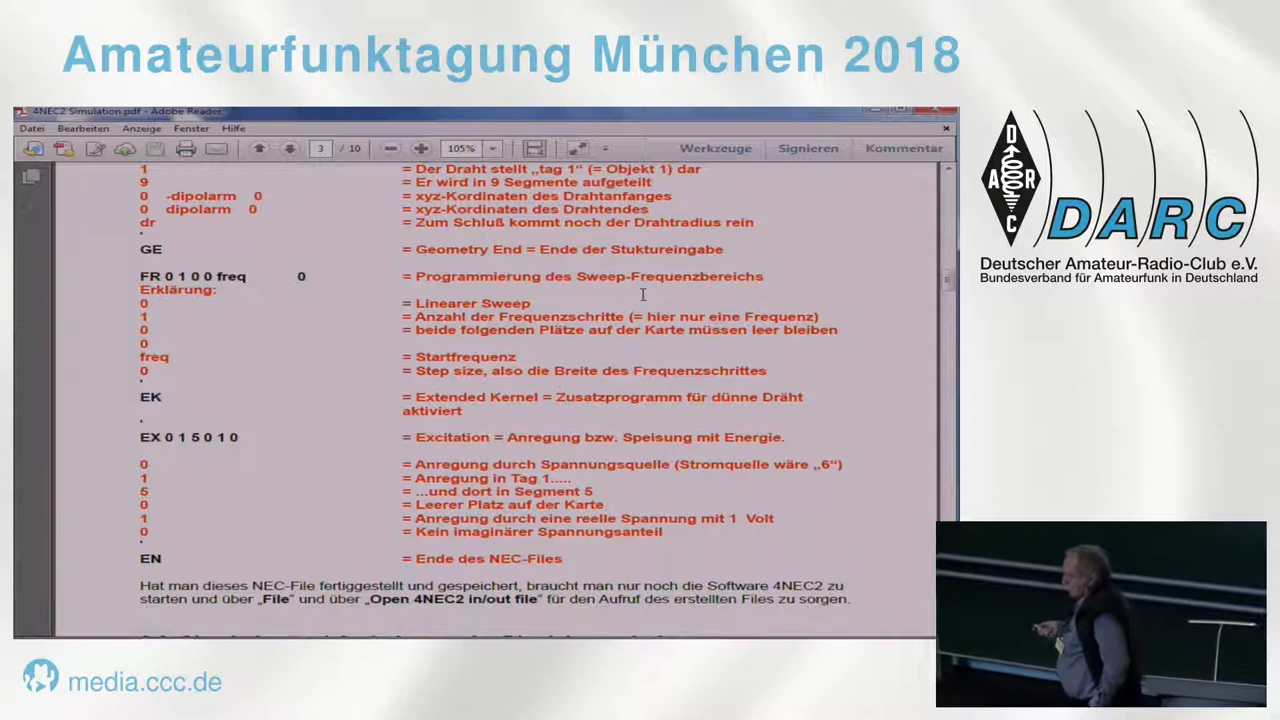 Amateurfunktagung München 2018
4NEC2 Simulation.pdf - Adobe Reader
Datei Bearbeiten Anzeige Fenster Hilfe
3 / 10 105% Werkzeuge Signieren Kommentar
1 = Der Draht stellt „tag 1“ (= Objekt 1) dar
9 = Er wird in 9 Segmente aufgeteilt
0 -dipolarm 0 = xyz-Kordinaten des Drahtanfanges
0 dipolarm 0 = xyz-Kordinaten des Drahtendes
dr = Zum Schluß kommt noch der Drahtradius rein
GE = Geometry End = Ende der Stuktureingabe
FR 0 1 0 0 freq 0 = Programmierung des Sweep-Frequenzbereichs
Erklärung:
0 = Linearer Sweep
1 = Anzahl der Frequenzschritte (= hier nur eine Frequenz)
0 = beide folgenden Plätze auf der Karte müssen leer bleiben
0
freq = Startfrequenz
0 = Step size, also die Breite des Frequenzschrittes
EK = Extended Kernel = Zusatzprogramm für dünne Dräht
aktiviert
EX 0 1 5 0 1 0 = Excitation = Anregung bzw. Speisung mit Energie.
0 = Anregung durch Spannungsquelle (Stromquelle wäre „6“)
1 = Anregung in Tag 1.....
5 = ...und dort in Segment 5
0 = Leerer Platz auf der Karte
1 = Anregung durch eine reelle Spannung mit 1 Volt
0 = Kein imaginärer Spannungsanteil
EN = Ende des NEC-Files
Hat man dieses NEC-File fertiggestellt und gespeichert, braucht man nur noch die Software 4NEC2 zu
starten und über „File“ und über „Open 4NEC2 in/out file“ für den Aufruf des erstellten Files zu sorgen.
D
A R
C
DARC
Deutscher Amateur-Radio-Club e.V.
Bundesverband für Amateurfunk in Deutschland
media.ccc.de